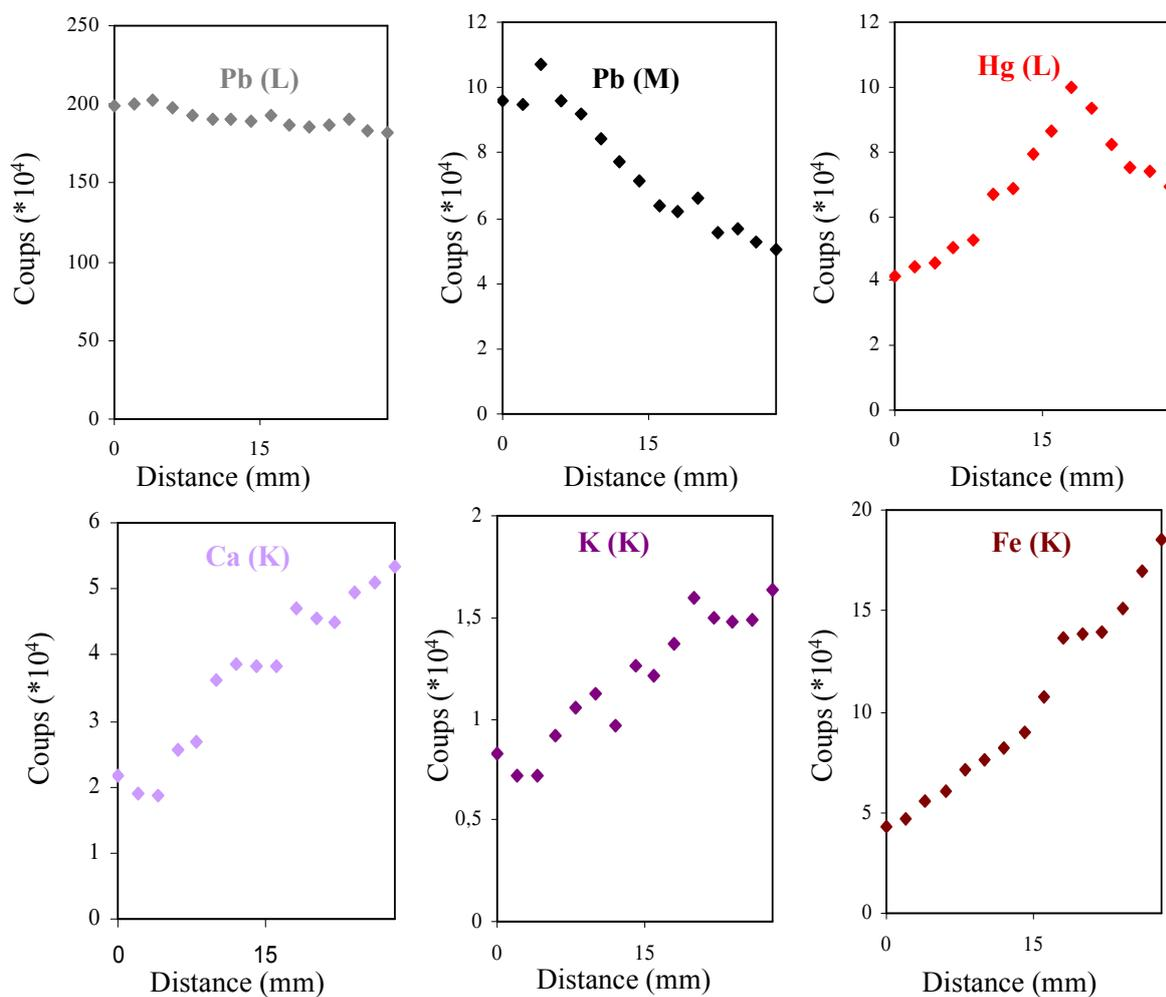 250
200
150
100
50
0
Coups (*10⁴)
Pb (L)
0
15
Distance (mm)
12
10
8
6
4
2
0
Coups (*10⁴)
Pb (M)
0
15
Distance (mm)
12
10
8
6
4
2
0
Coups (*10⁴)
Hg (L)
0
15
Distance (mm)
6
5
4
3
2
1
0
Coups (*10⁴)
Ca (K)
0
15
Distance (mm)
2
1,5
1
0,5
0
Coups (*10⁴)
K (K)
0
15
Distance (mm)
20
15
10
5
0
Coups (*10⁴)
Fe (K)
0
15
Distance (mm)